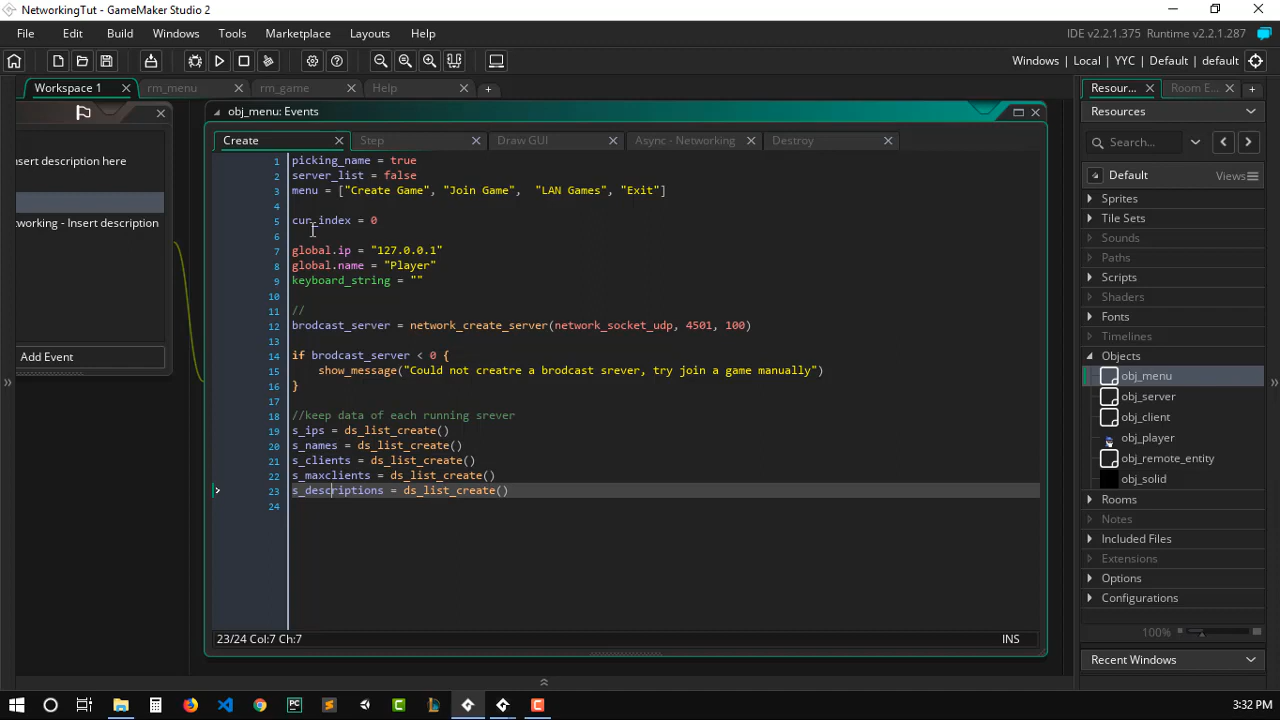 NetworkingTut - GameMaker Studio 2
File Edit Build Windows Tools Marketplace Layouts Help
IDE v2.2.1.375 Runtime v2.2.1.287
Windows | Local | YYC | Default | default
Workspace 1 rm_menu rm_game Help
Resour... Room E...
obj_menu: Events
Resources
Create Step Draw GUI Async - Networking Destroy
Search...
nsert description here
etworking - Insert description
Add Event
Default Views
1 picking_name = true
2 server_list = false
3 menu = ["Create Game", "Join Game", "LAN Games", "Exit"]
4
5 cur_index = 0
6
7 global.ip = "127.0.0.1"
8 global.name = "Player"
9 keyboard_string = ""
10
11 //
12 brodcast_server = network_create_server(network_socket_udp, 4501, 100)
13
14 if brodcast_server < 0 {
15 show_message("Could not creatre a brodcast srever, try join a game manually")
16 }
17
18 //keep data of each running srever
19 s_ips = ds_list_create()
20 s_names = ds_list_create()
21 s_clients = ds_list_create()
22 s_maxclients = ds_list_create()
23 s_descriptions = ds_list_create()
24
23/24 Col:7 Ch:7 INS
Sprites
Tile Sets
Sounds
Paths
Scripts
Shaders
Fonts
Timelines
Objects
obj_menu
obj_server
obj_client
obj_player
obj_remote_entity
obj_solid
Rooms
Notes
Included Files
Extensions
Options
Configurations
100%
Recent Windows
3:32 PM